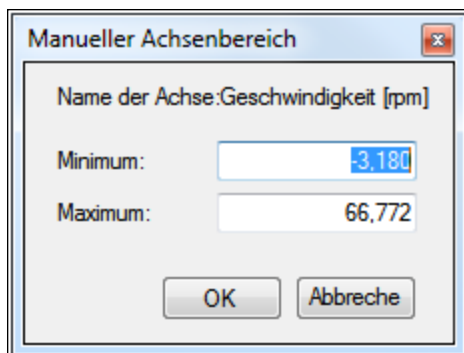 Manueller Achsenbereich
Name der Achse:Geschwindigkeit [rpm]
Minimum: -3,180
Maximum: 66,772
OK Abbreche